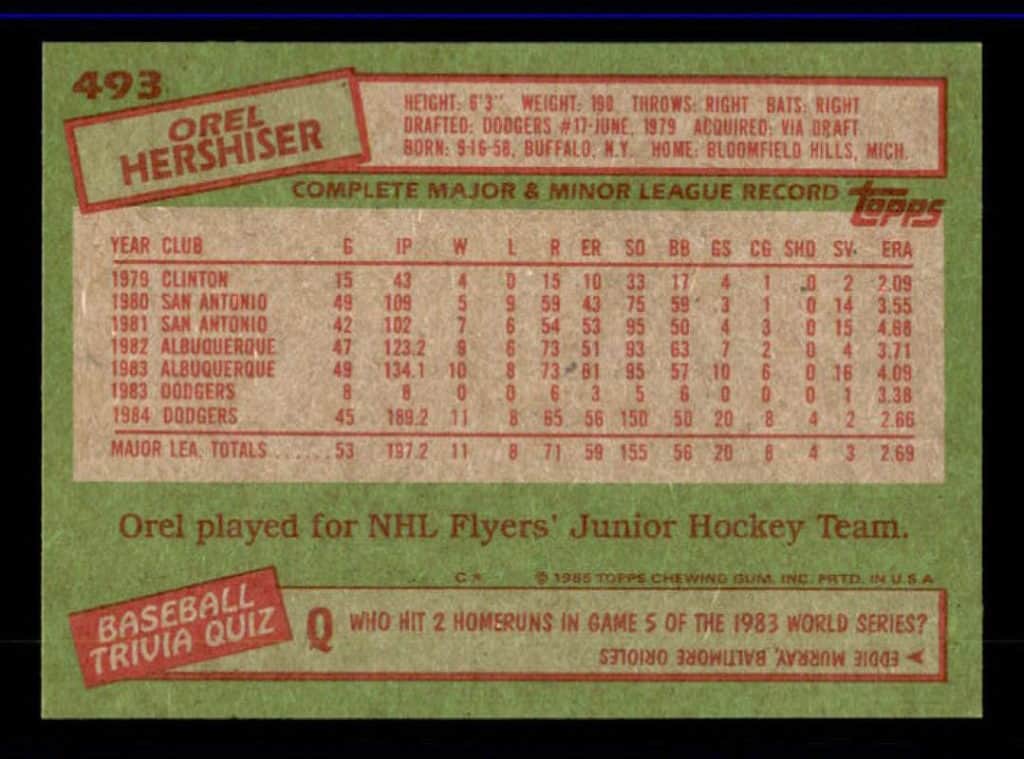 493
OREL
HERSHISER
HEIGHT: 6'3" WEIGHT: 190 THROWS: RIGHT BATS: RIGHT
DRAFTED: DODGERS #17-JUNE, 1979 ACQUIRED: VIA DRAFT
BORN: 9-16-58, BUFFALO, N.Y. HOME: BLOOMFIELD HILLS, MICH.
COMPLETE MAJOR & MINOR LEAGUE RECORD
topps
YEAR CLUB G IP W L R ER SO BB GS CG SHO SV ERA
1979 CLINTON 15 43 4 0 15 10 33 17 4 1 0 2 2.09
1980 SAN ANTONIO 49 109 5 9 59 43 75 59 3 1 0 14 3.55
1981 SAN ANTONIO 42 102 7 6 54 53 95 50 4 3 0 15 4.68
1982 ALBUQUERQUE 47 123.2 9 6 73 51 93 63 7 2 0 4 3.71
1983 ALBUQUERQUE 49 134.1 10 8 73 61 95 57 10 6 0 16 4.09
1983 DODGERS 8 8 0 0 6 3 5 6 0 0 0 1 3.38
1984 DODGERS 45 189.2 11 8 65 56 150 50 20 8 4 2 2.66
MAJOR LEA. TOTALS ...... 53 197.2 11 8 71 59 155 56 20 8 4 3 2.69
Orel played for NHL Flyers' Junior Hockey Team.
C* © 1985 TOPPS CHEWING GUM, INC. PRTD. IN U.S.A
BASEBALL
TRIVIA QUIZ
Q WHO HIT 2 HOMERUNS IN GAME 5 OF THE 1983 WORLD SERIES?
EDDIE MURRAY, BALTIMORE ORIOLES